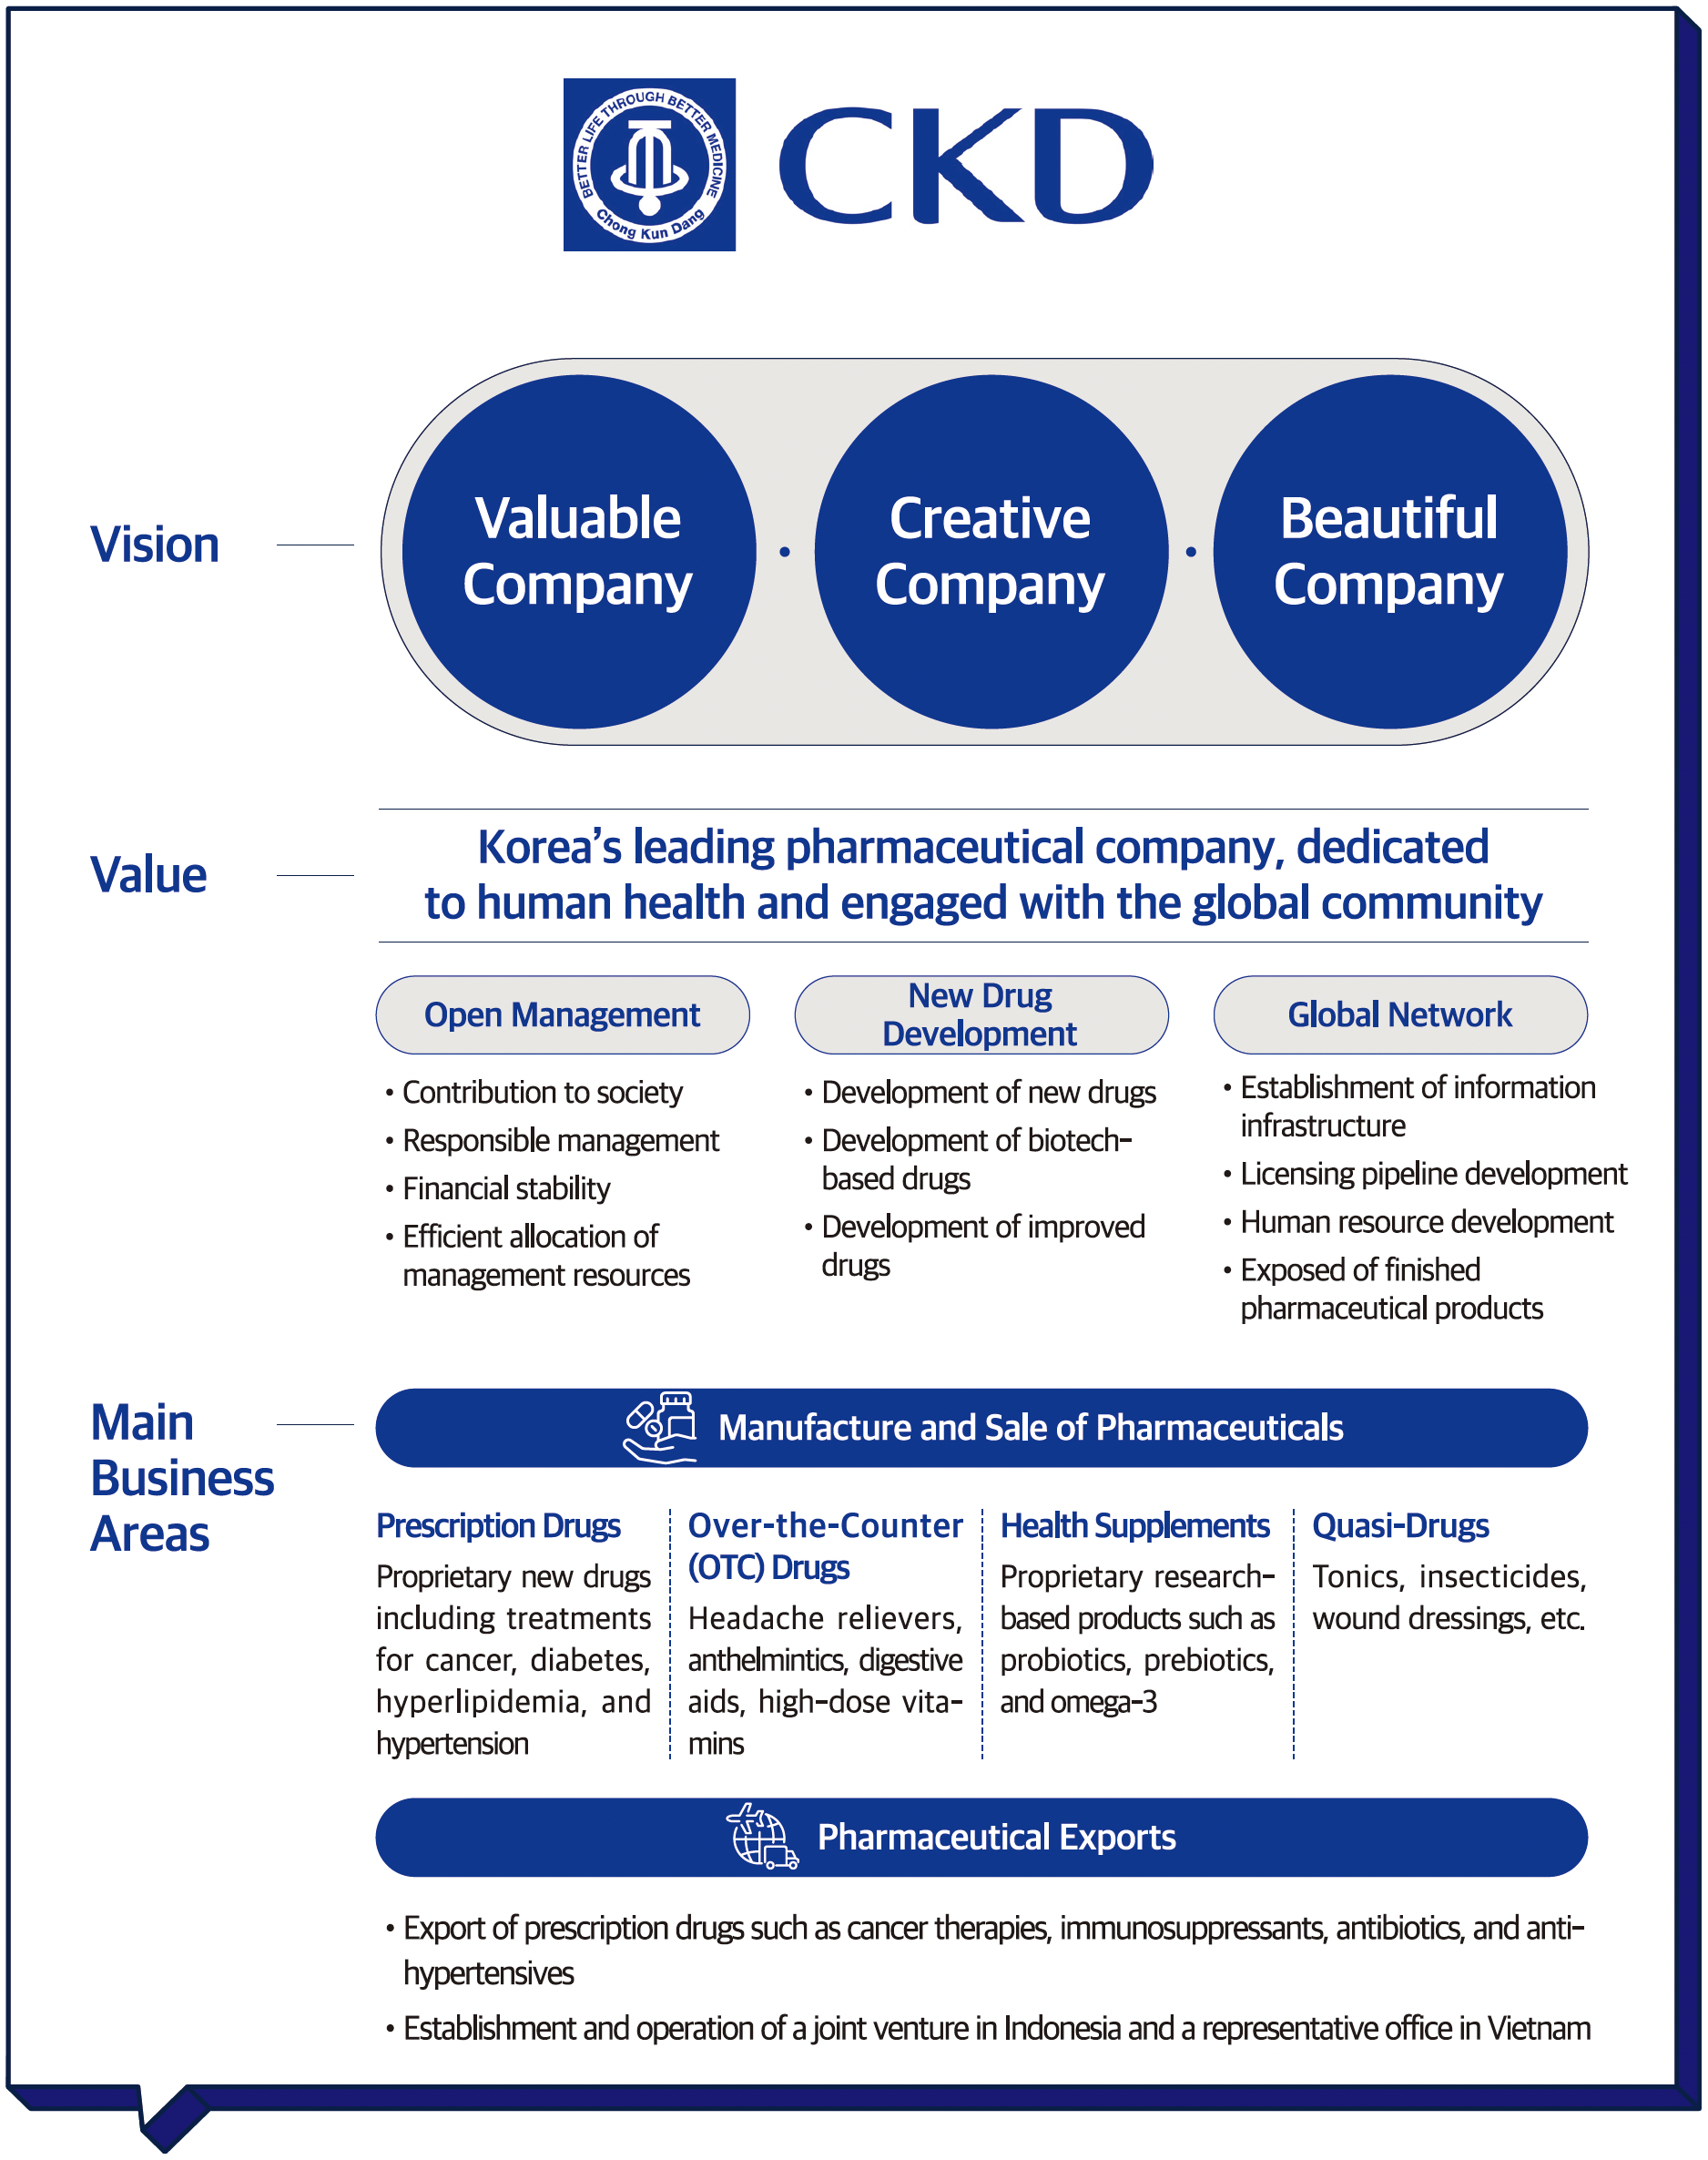 BETTER LIFE THROUGH BETTER MEDICINE
Chong Kun Dang
CKD
Vision
Valuable
Company
•
Creative
Company
•
Beautiful
Company
Value
Korea’s leading pharmaceutical company, dedicated
to human health and engaged with the global community
Open Management
• Contribution to society
• Responsible management
• Financial stability
• Efficient allocation of
management resources
New Drug
Development
• Development of new drugs
• Development of biotech-
based drugs
• Development of improved
drugs
Global Network
• Establishment of information
infrastructure
• Licensing pipeline development
• Human resource development
• Exposed of finished
pharmaceutical products
Main
Business
Areas
Manufacture and Sale of Pharmaceuticals
Prescription Drugs
Proprietary new drugs
including treatments
for cancer, diabetes,
hyperlipidemia, and
hypertension
Over-the-Counter
(OTC) Drugs
Headache relievers,
anthelmintics, digestive
aids, high-dose vita-
mins
Health Supplements
Proprietary research-
based products such as
probiotics, prebiotics,
and omega-3
Quasi-Drugs
Tonics, insecticides,
wound dressings, etc.
Pharmaceutical Exports
• Export of prescription drugs such as cancer therapies, immunosuppressants, antibiotics, and anti-
hypertensives
• Establishment and operation of a joint venture in Indonesia and a representative office in Vietnam